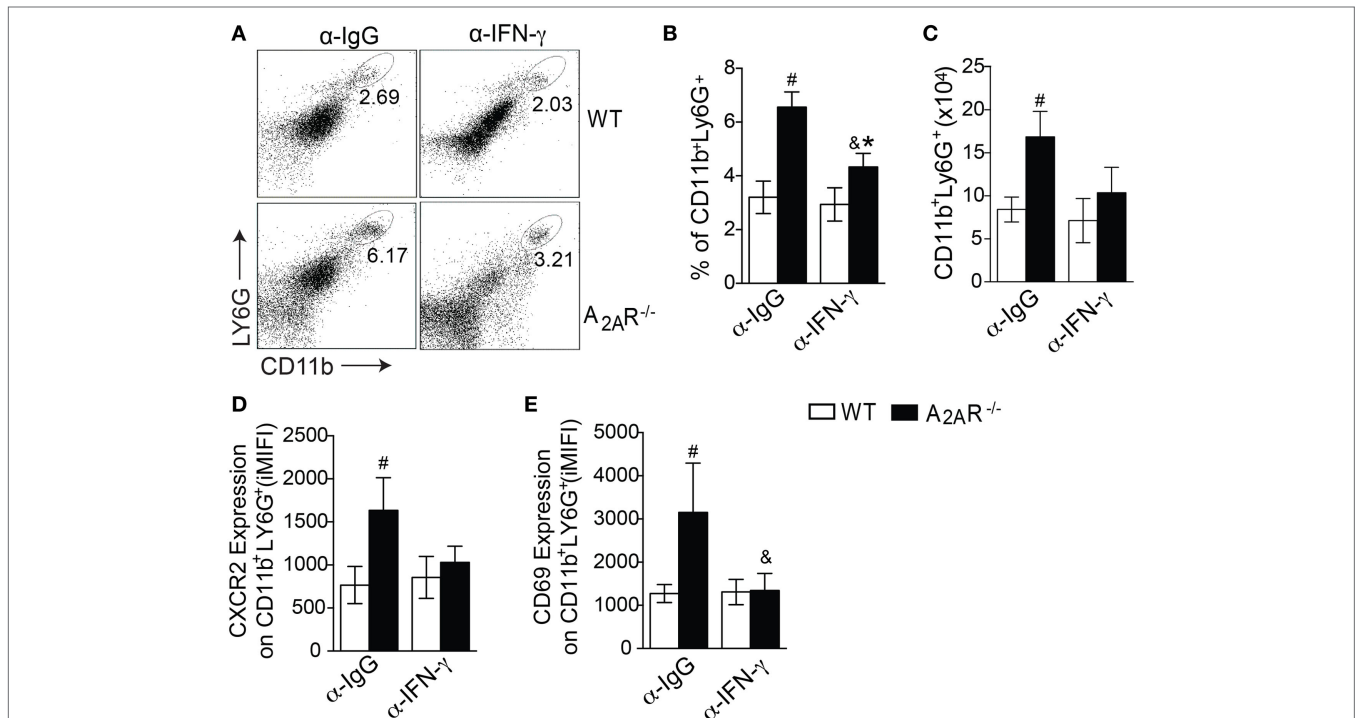 A
α-IgG
α-IFN-γ
2.69
2.03
WT
6.17
3.21
A2AR-/-
LY6G
CD11b
B
% of CD11b+Ly6G+
8
6
4
2
0
#
&*
α-IgG
α-IFN-γ
C
CD11b+Ly6G+(x10⁴)
25
20
15
10
5
0
#
α-IgG
α-IFN-γ
D
CXCR2 Expression
on CD11b+LY6G+(iMIFI)
2500
2000
1500
1000
500
0
#
α-IgG
α-IFN-γ
E
CD69 Expression
on CD11b+LY6G+(iMIFI)
5000
4000
3000
2000
1000
0
#
&
α-IgG
α-IFN-γ
WT
A2AR-/-